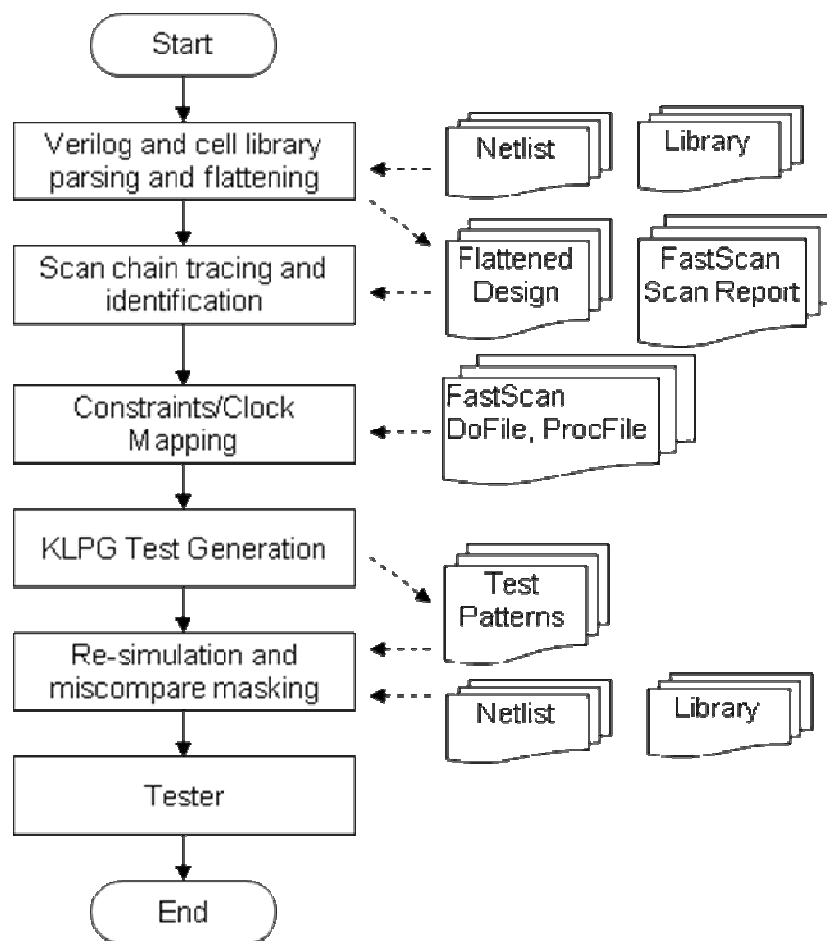 Start
Verilog and cell library
parsing and flattening
Netlist
Library
Scan chain tracing and
identification
Flattened
Design
FastScan
Scan Report
Constraints/Clock
Mapping
FastScan
DoFile, ProcFile
KLPG Test Generation
Test
Patterns
Re-simulation and
miscompare masking
Netlist
Library
Tester
End